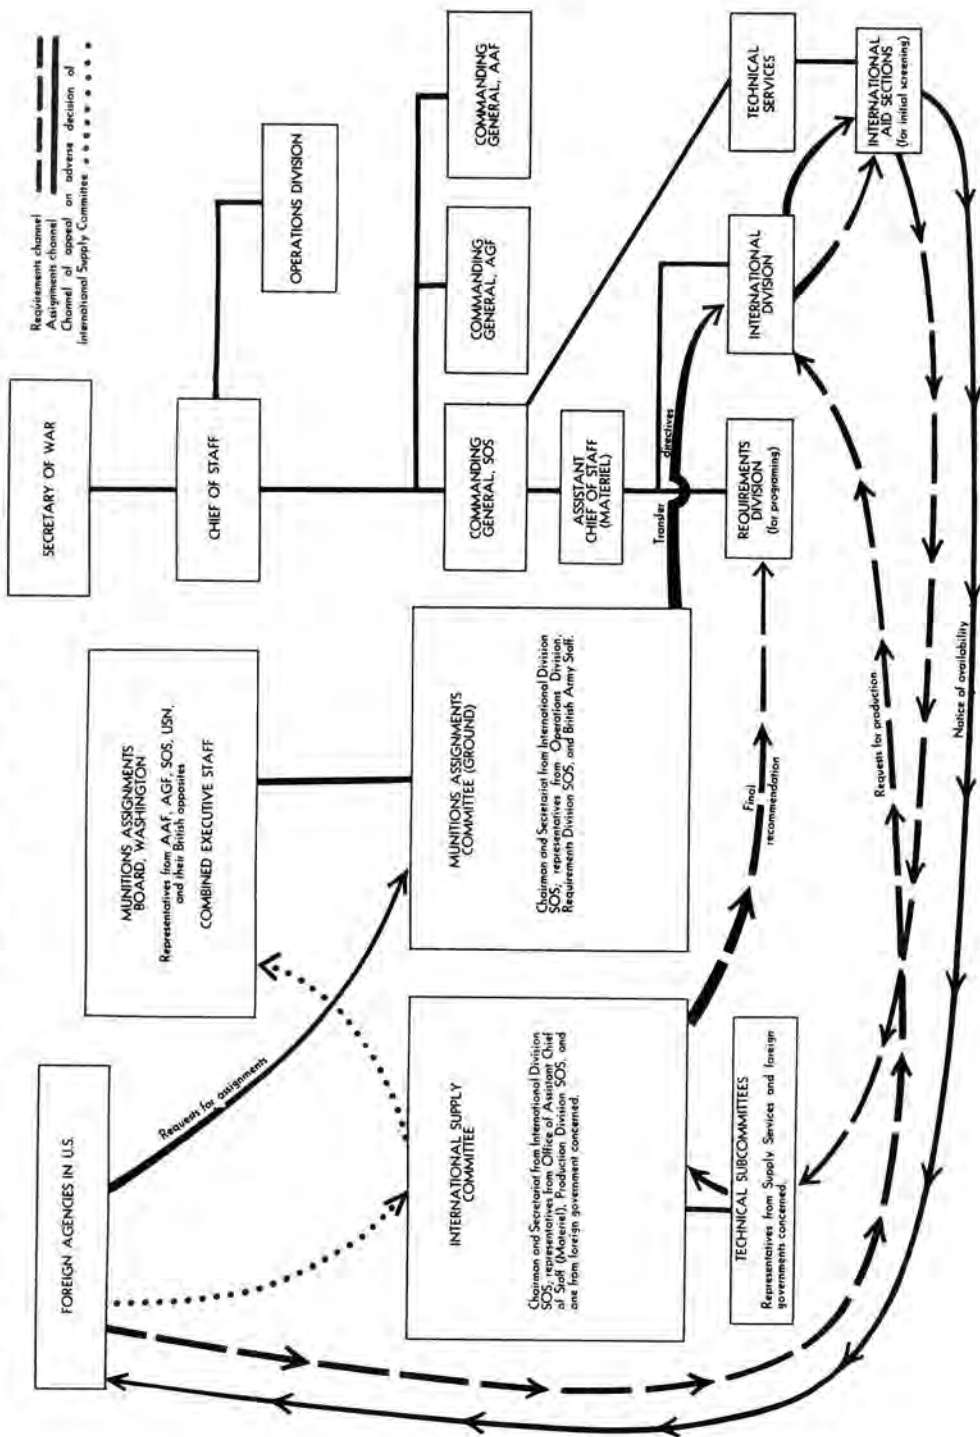 Requirements channel
Assignments channel
Channel of appeal on adverse decision of
International Supply Committee
SECRETARY OF WAR
CHIEF OF STAFF
OPERATIONS DIVISION
COMMANDING
GENERAL, SOS
COMMANDING
GENERAL, AGF
COMMANDING
GENERAL, AAF
ASSISTANT
CHIEF OF STAFF
(MATERIEL)
REQUIREMENTS
DIVISION
(for programing)
INTERNATIONAL
DIVISION
TECHNICAL
SERVICES
INTERNATIONAL
AID SECTIONS
(for initial screening)
FOREIGN AGENCIES IN U.S.
MUNITIONS ASSIGNMENTS
BOARD, WASHINGTON
Representatives from AAF, AGF, SOS, USN,
and their British opposites
COMBINED EXECUTIVE STAFF
INTERNATIONAL SUPPLY
COMMITTEE
Chairman and Secretariat from International Division
SOS; representatives from Office of Assistant Chief
of Staff (Materiel), Production Division SOS, and
one from foreign government concerned.
MUNITIONS ASSIGNMENTS
COMMITTEE (GROUND)
Chairman and Secretariat from International Division
SOS; representatives from Operations Division,
Requirements Division SOS, and British Army Staff.
TECHNICAL SUBCOMMITTEES
Representatives from Supply Services and foreign
governments concerned.
Requests for assignments
Transfer
directives
Final
recommendation
Requests for production
Notice of availability